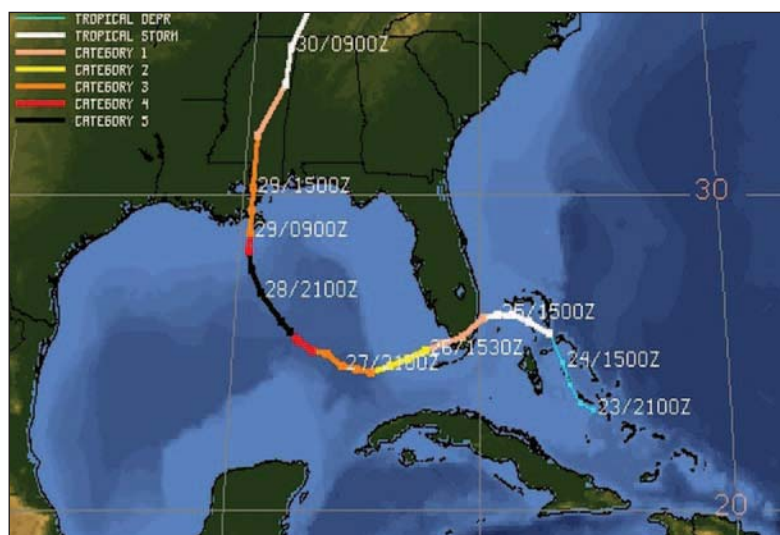 TROPICAL DEPR
TROPICAL STORM
CATEGORY 1
CATEGORY 2
CATEGORY 3
CATEGORY 4
CATEGORY 5
30/0900Z
29/1500Z
30
29/0900Z
28/2100Z
25/1500Z
26/1530Z
27/2100Z
24/1500Z
23/2100Z
20